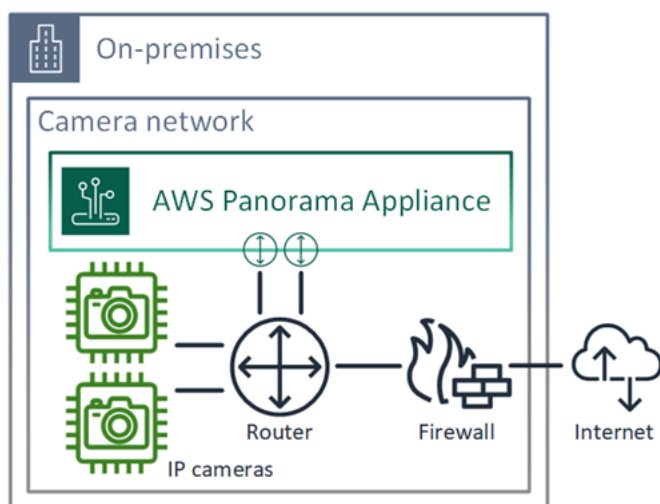 On-premises
Camera network
AWS Panorama Appliance
Router
Firewall
Internet
IP cameras